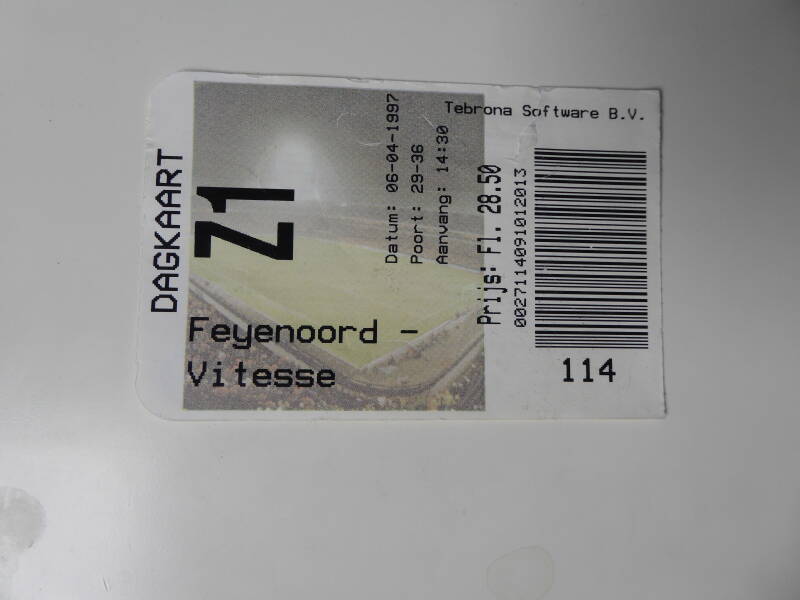 DAGKAART
Z1
Feyenoord -
Vitesse
Datum: 06-04-1997
Poort: 29-36
Aanvang: 14:30
Tebrona Software B.V.
Prijs: Fl. 28.50
0027114091012013
114